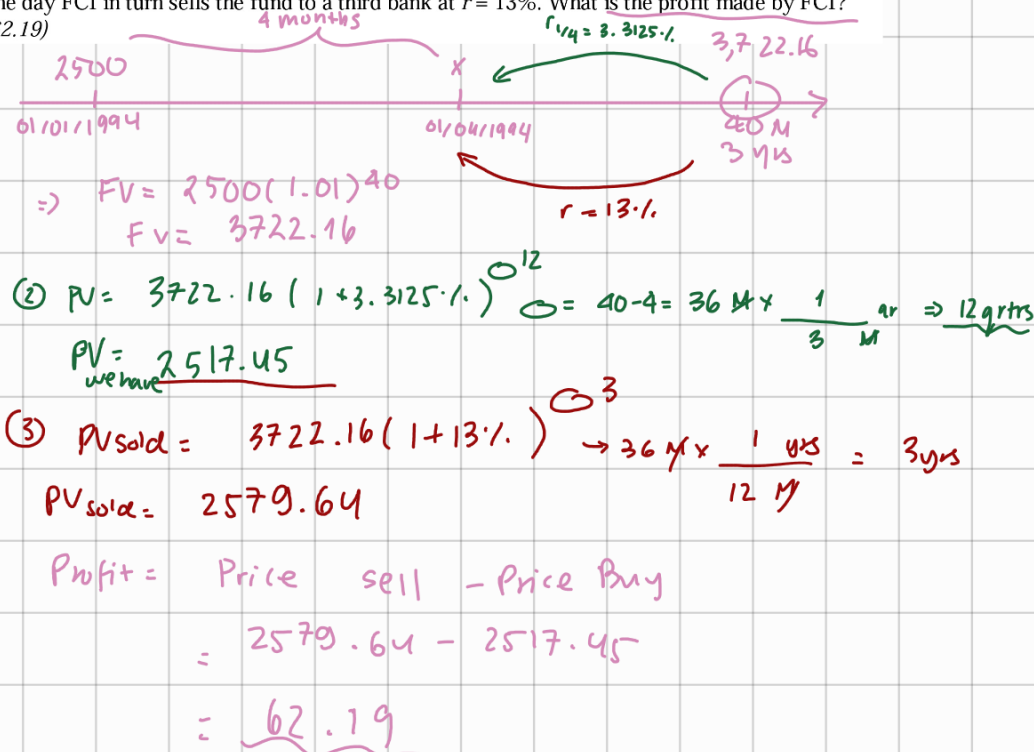 ne day FCI in turn sells the fund to a third bank at r = 13%. What is the profit made by FCI?
2.19)
4 months
r1/4 = 3.3125%
3,722.16
2500
x
01/01/1994
01/04/1994
40 M
3 yrs
=> FV = 2500(1.01)^40
r = 13%
FV = 3722.16
② PV = 3722.16 (1 + 3.3125%)^12 = 40-4 = 36 M x 1/3 qr M => 12 qrtrs
PV = 2517.45
we have
③ PV sold = 3722.16 (1 + 13%)^3 → 36 M x 1 yrs/12 M = 3 yrs
PV sold = 2579.64
Profit = Price sell - Price Buy
= 2579.64 - 2517.45
= 62.19